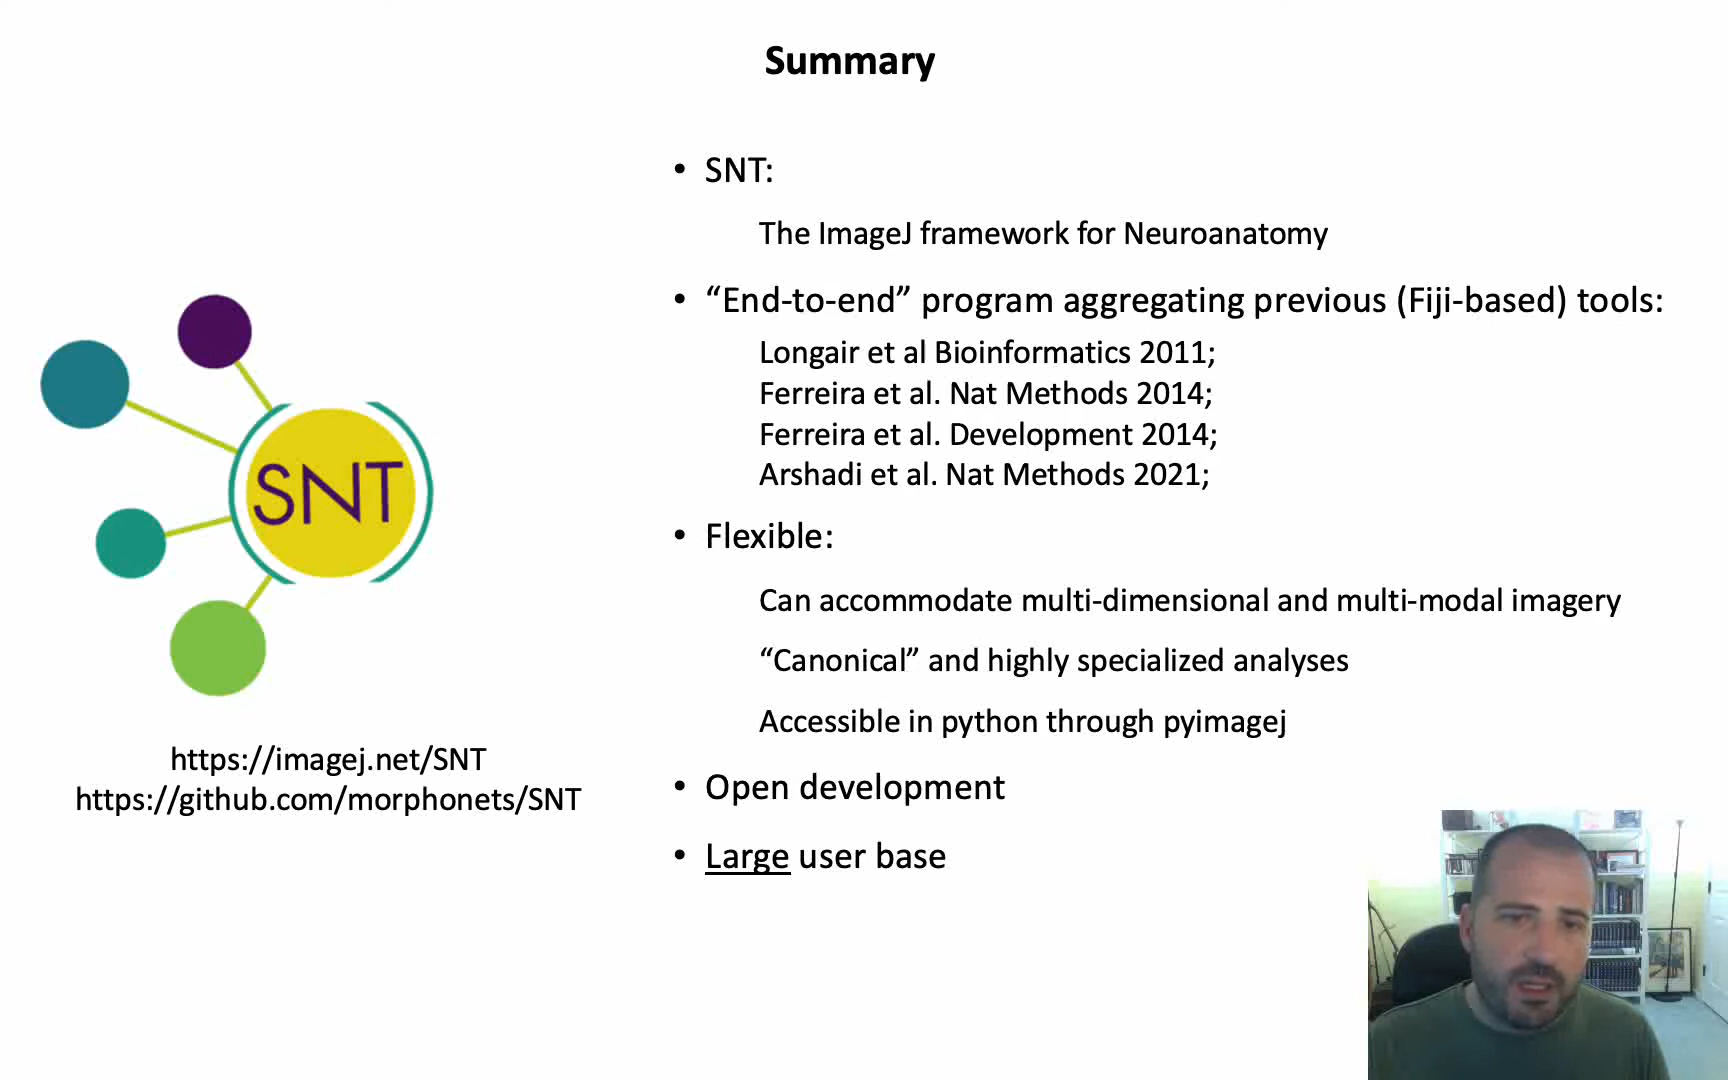 Summary
• SNT:
The ImageJ framework for Neuroanatomy
• “End-to-end” program aggregating previous (Fiji-based) tools:
Longair et al Bioinformatics 2011;
Ferreira et al. Nat Methods 2014;
Ferreira et al. Development 2014;
Arshadi et al. Nat Methods 2021;
• Flexible:
Can accommodate multi-dimensional and multi-modal imagery
“Canonical” and highly specialized analyses
Accessible in python through pyimagej
• Open development
• Large user base
SNT
https://imagej.net/SNT
https://github.com/morphonets/SNT